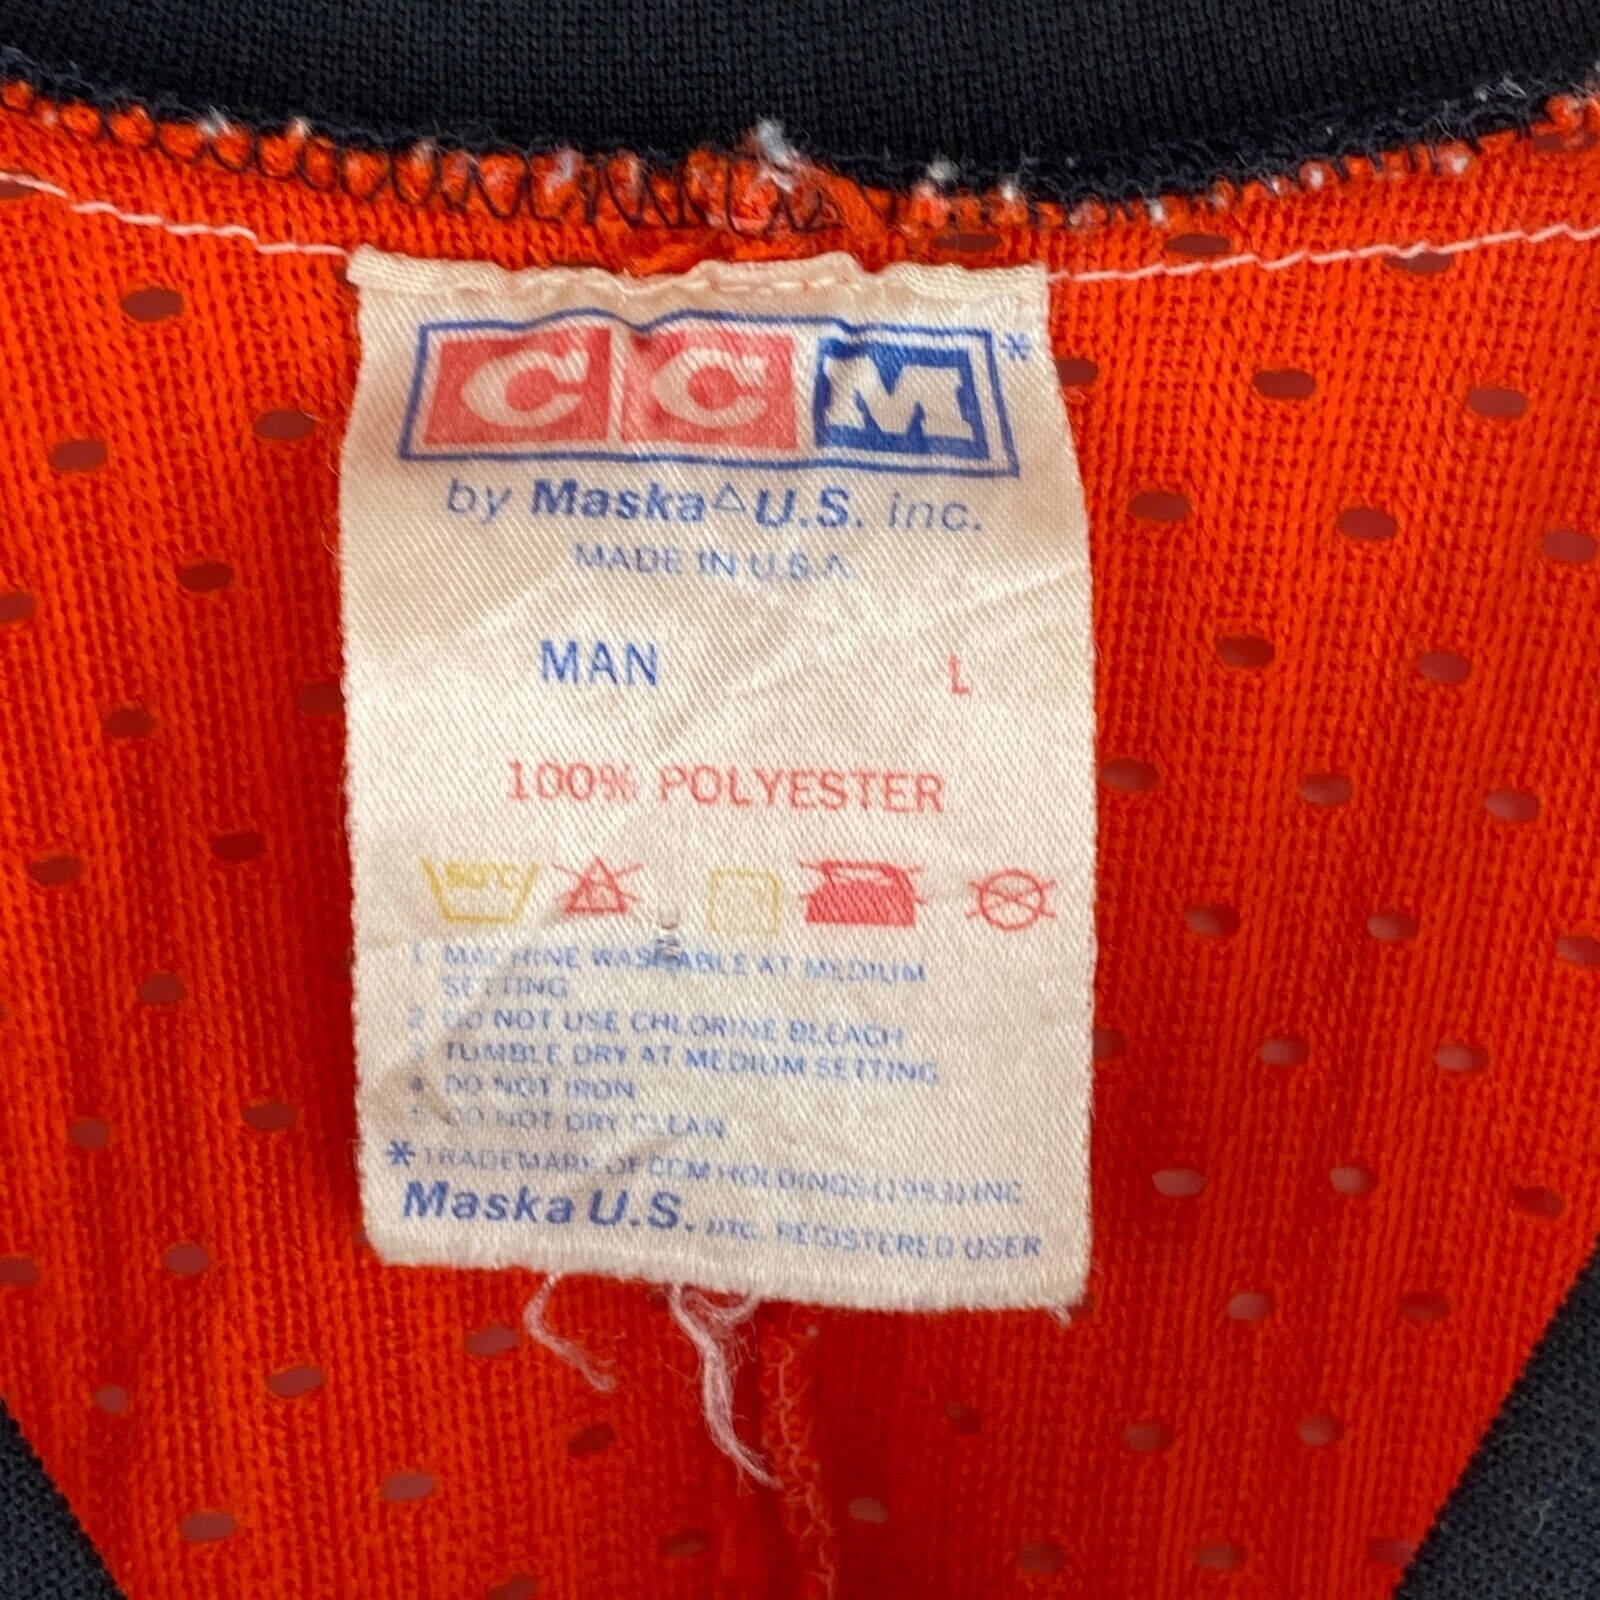 CCM*
by Maska△U.S. inc.
MADE IN U.S.A.
MAN L
100% POLYESTER
50°C
1 MACHINE WASHABLE AT MEDIUM
SETTING
2 DO NOT USE CHLORINE BLEACH
3 TUMBLE DRY AT MEDIUM SETTING
4 DO NOT IRON
5 DO NOT DRY CLEAN
* TRADEMARK OF CCM HOLDINGS (1983) INC
Maska U.S. INC. REGISTERED USER